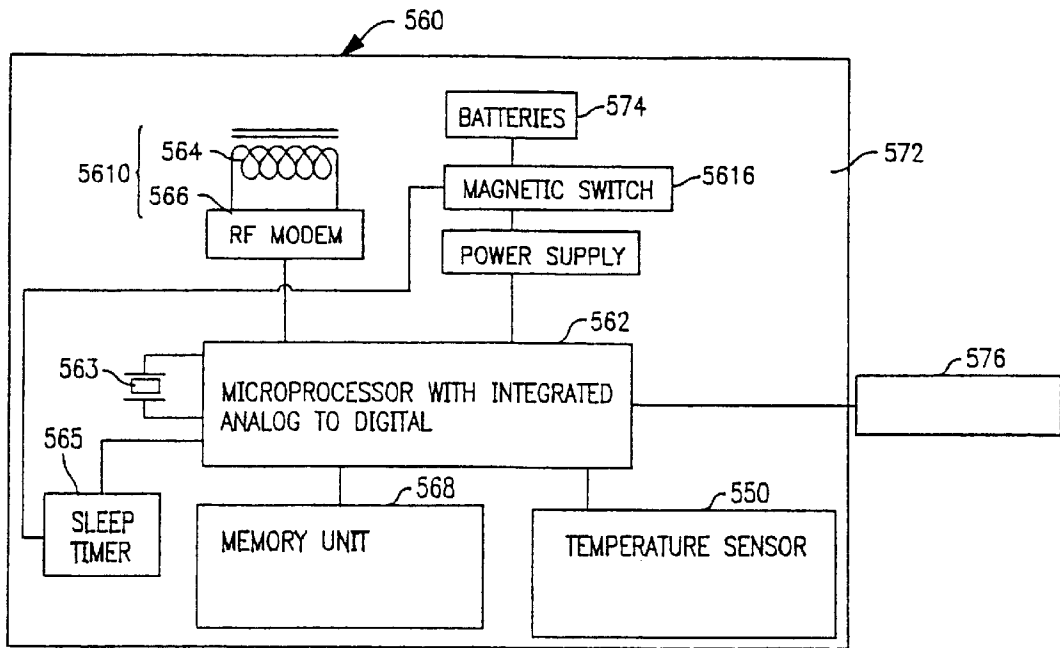 560
BATTERIES
574
572
5610
564
MAGNETIC SWITCH
5616
566
RF MODEM
POWER SUPPLY
562
563
MICROPROCESSOR WITH INTEGRATED
ANALOG TO DIGITAL
576
565
SLEEP
TIMER
568
MEMORY UNIT
550
TEMPERATURE SENSOR